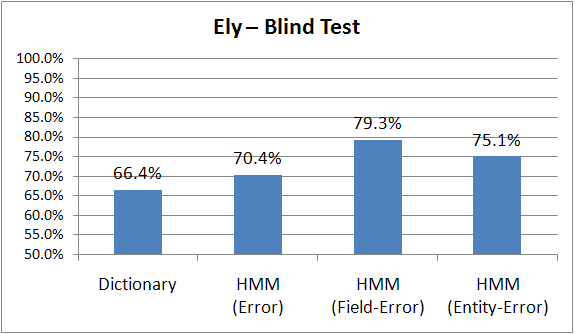 Ely – Blind Test
100.0%
95.0%
90.0%
85.0%
80.0%
75.0%
70.0%
65.0%
60.0%
55.0%
50.0%
66.4%
70.4%
79.3%
75.1%
Dictionary
HMM
(Error)
HMM
(Field-Error)
HMM
(Entity-Error)